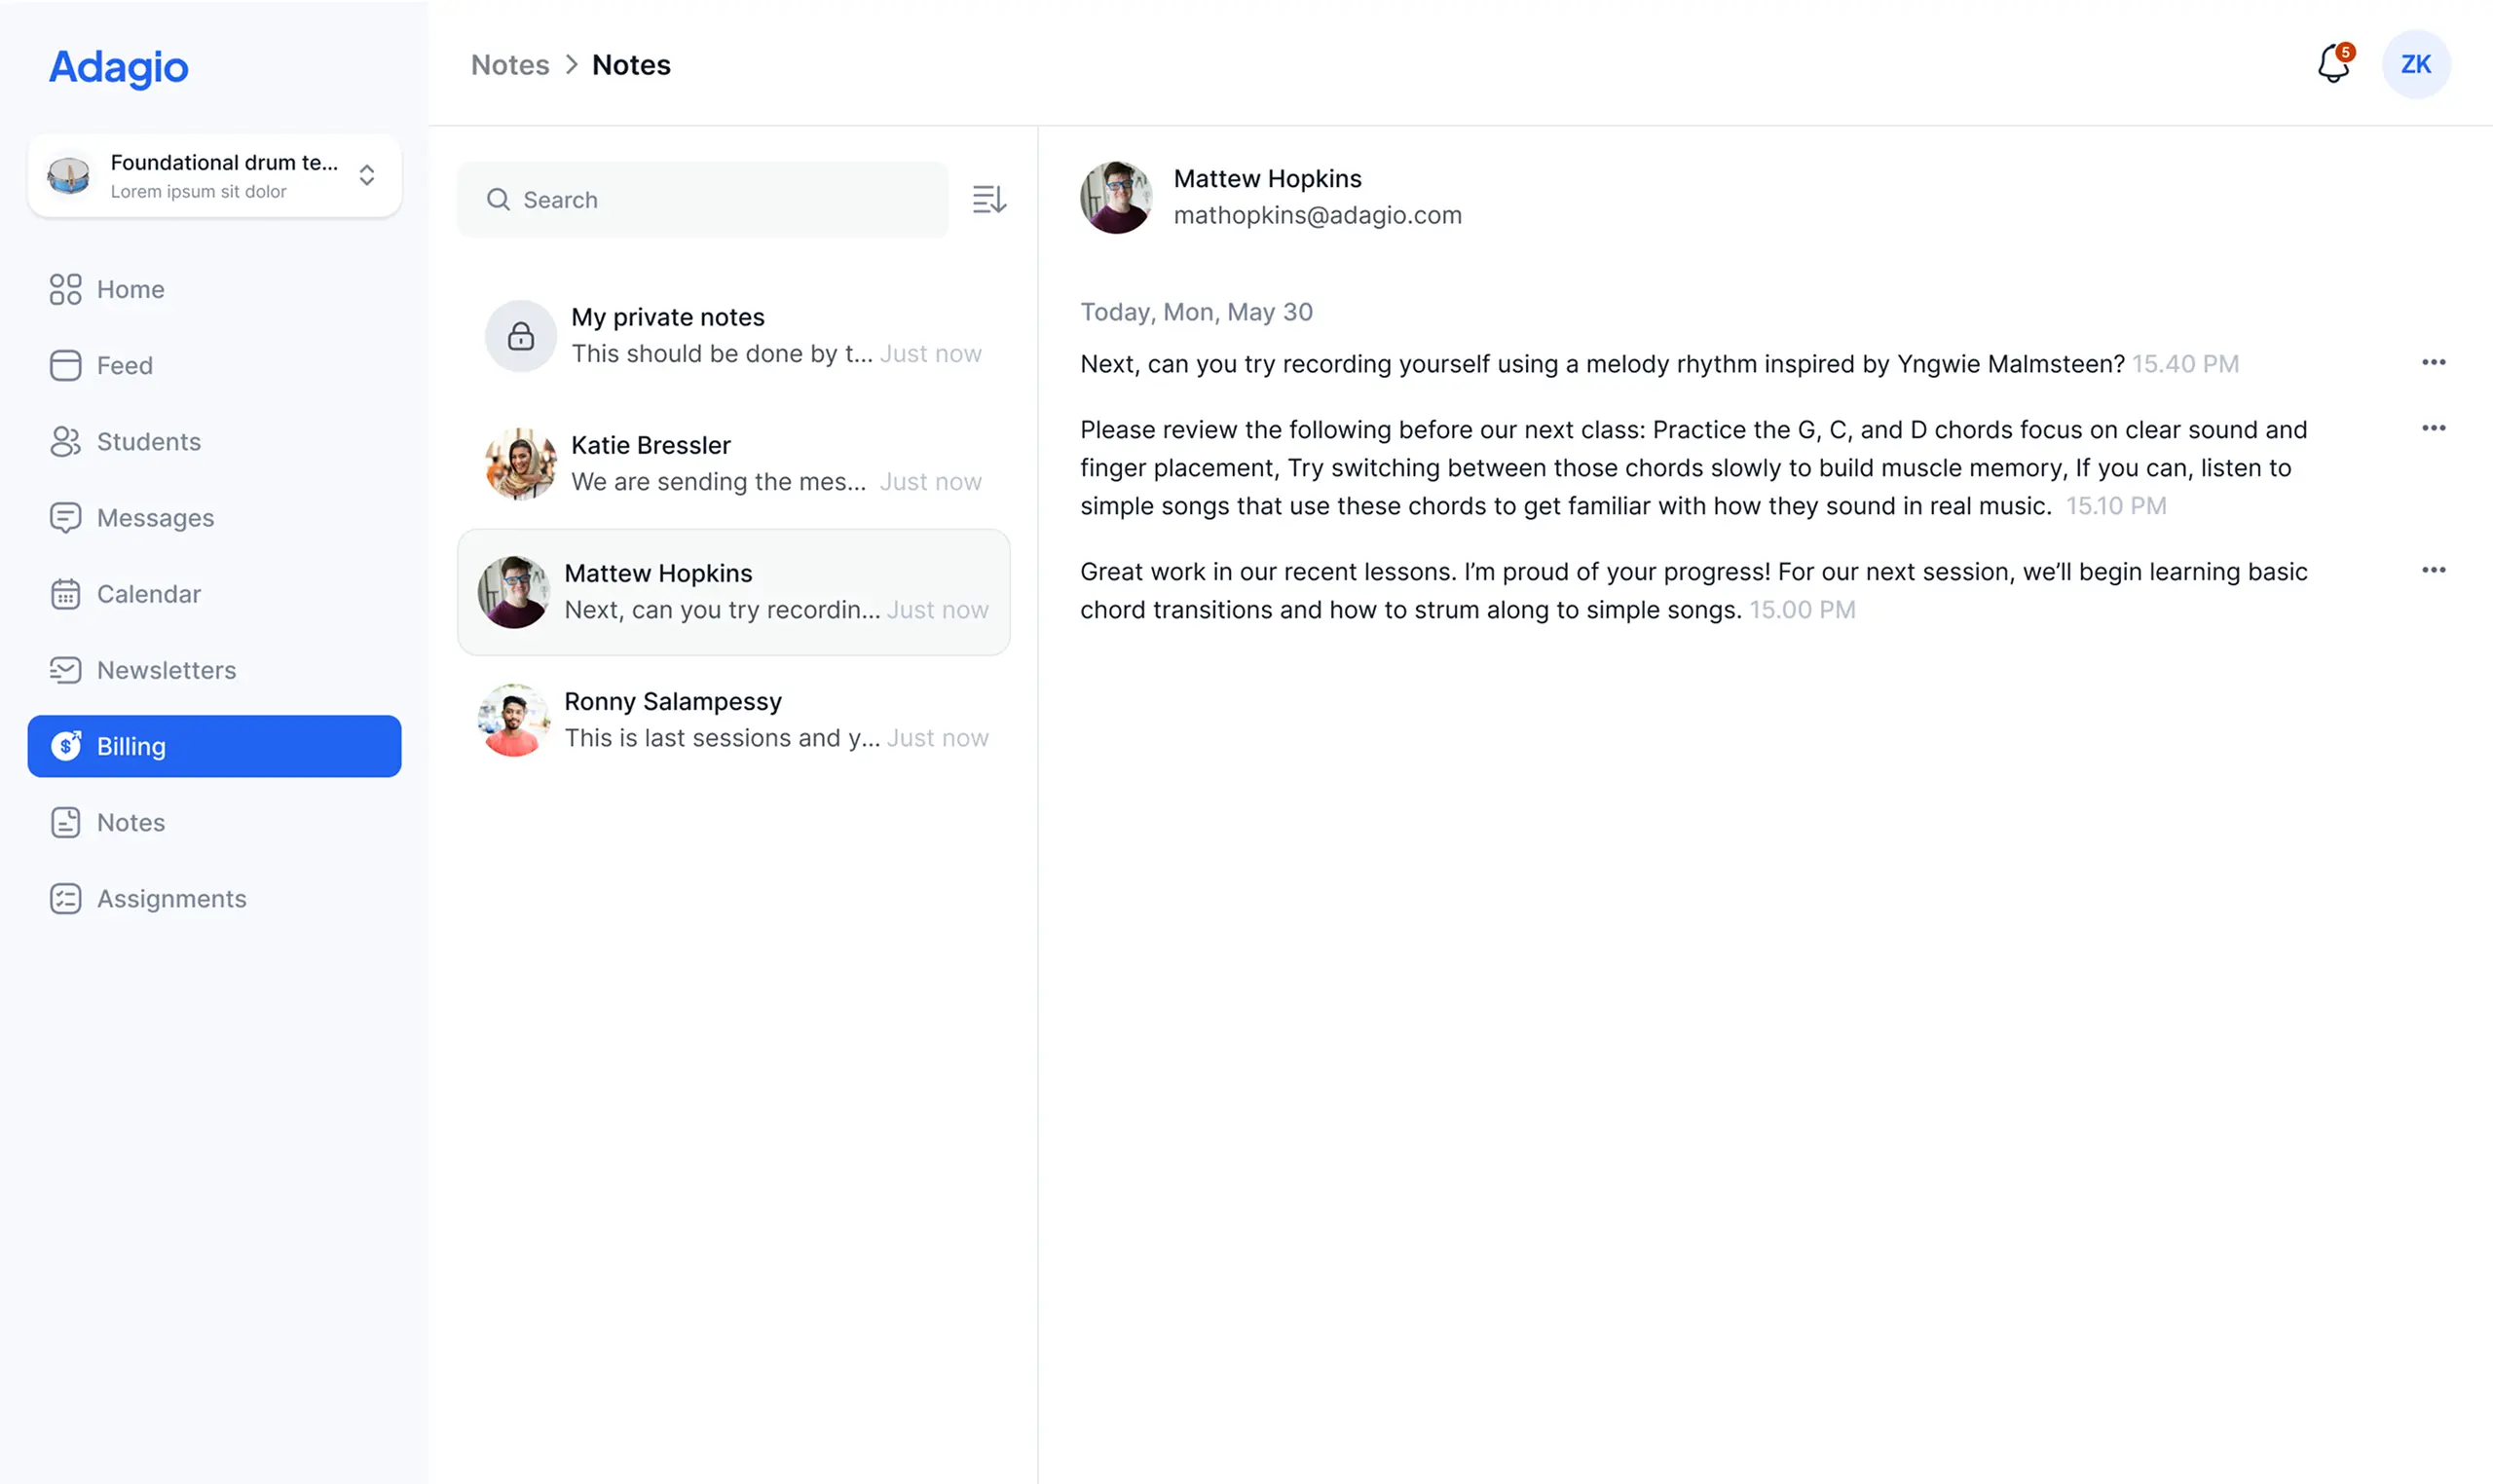 Adagio
Foundational drum te...
Lorem ipsum sit dolor
Home
Feed
Students
Messages
Calendar
Newsletters
$
Billing
Notes
Assignments
Notes > Notes
5
ZK
Search
My private notes
This should be done by t... Just now
Katie Bressler
We are sending the mes... Just now
Mattew Hopkins
Next, can you try recordin... Just now
Ronny Salampessy
This is last sessions and y... Just now
Mattew Hopkins
mathopkins@adagio.com
Today, Mon, May 30
Next, can you try recording yourself using a melody rhythm inspired by Yngwie Malmsteen? 15.40 PM
Please review the following before our next class: Practice the G, C, and D chords focus on clear sound and
finger placement, Try switching between those chords slowly to build muscle memory, If you can, listen to
simple songs that use these chords to get familiar with how they sound in real music. 15.10 PM
Great work in our recent lessons. I’m proud of your progress! For our next session, we’ll begin learning basic
chord transitions and how to strum along to simple songs. 15.00 PM